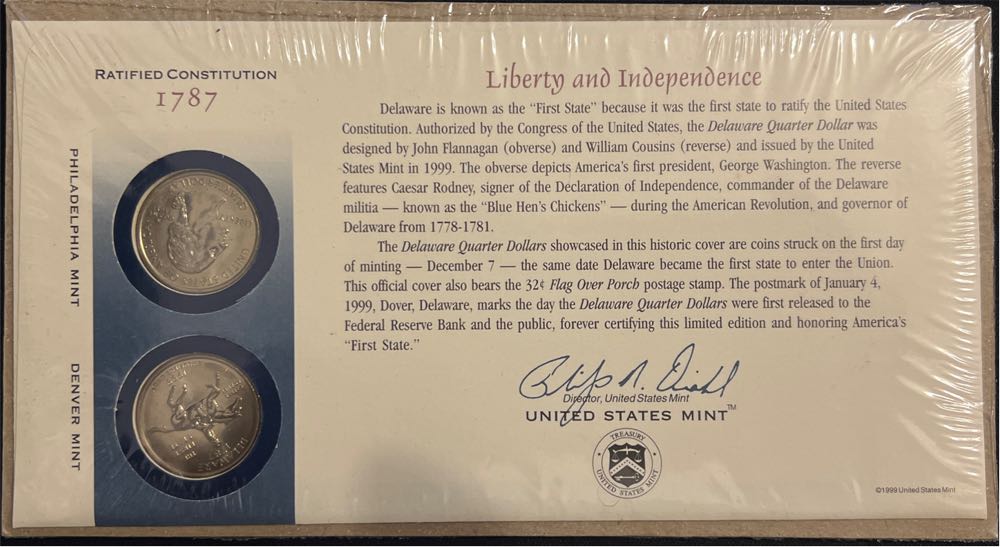 RATIFIED CONSTITUTION
1787
PHILADELPHIA MINT
DENVER MINT
Liberty and Independence
Delaware is known as the “First State” because it was the first state to ratify the United States
Constitution. Authorized by the Congress of the United States, the Delaware Quarter Dollar was
designed by John Flannagan (obverse) and William Cousins (reverse) and issued by the United
States Mint in 1999. The obverse depicts America's first president, George Washington. The reverse
features Caesar Rodney, signer of the Declaration of Independence, commander of the Delaware
militia — known as the “Blue Hen's Chickens” — during the American Revolution, and governor of
Delaware from 1778-1781.
The Delaware Quarter Dollars showcased in this historic cover are coins struck on the first day
of minting — December 7 — the same date Delaware became the first state to enter the Union.
This official cover also bears the 32¢ Flag Over Porch postage stamp. The postmark of January 4,
1999, Dover, Delaware, marks the day the Delaware Quarter Dollars were first released to the
Federal Reserve Bank and the public, forever certifying this limited edition and honoring America's
“First State.”
Director, United States Mint
UNITED STATES MINT™
TREASURY
UNITED STATES MINT
©1999 United States Mint